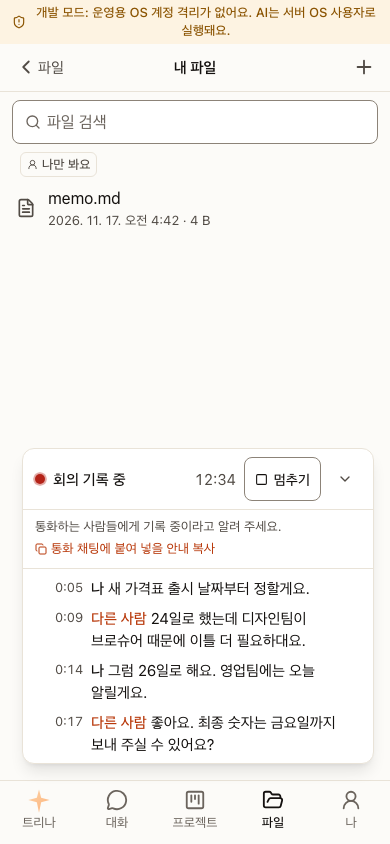 개발 모드: 운영용 OS 계정 격리가 없어요. AI는 서버 OS 사용자로
실행돼요.
파일
내 파일
파일 검색
나만 봐요
memo.md
2026. 11. 17. 오전 4:42 · 4 B
회의 기록 중
12:34
멈추기
통화하는 사람들에게 기록 중이라고 알려 주세요.
통화 채팅에 붙여 넣을 안내 복사
0:05 나 새 가격표 출시 날짜부터 정할게요.
0:09 다른 사람 24일로 했는데 디자인팀이
브로슈어 때문에 이틀 더 필요하대요.
0:14 나 그럼 26일로 해요. 영업팀에는 오늘
알릴게요.
0:17 다른 사람 좋아요. 최종 숫자는 금요일까지
보내 주실 수 있어요?
트리나
대화
프로젝트
파일
나